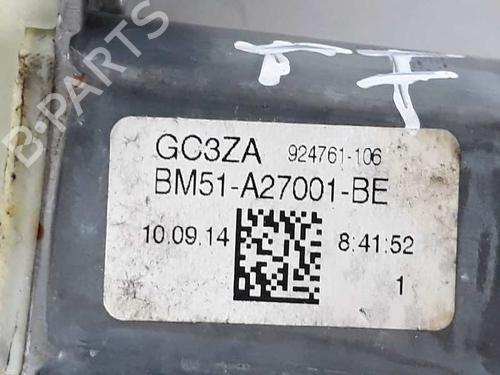 B-PARTS
GC3ZA 924761-106
BM51-A27001-BE
10.09.14 8:41:52
1